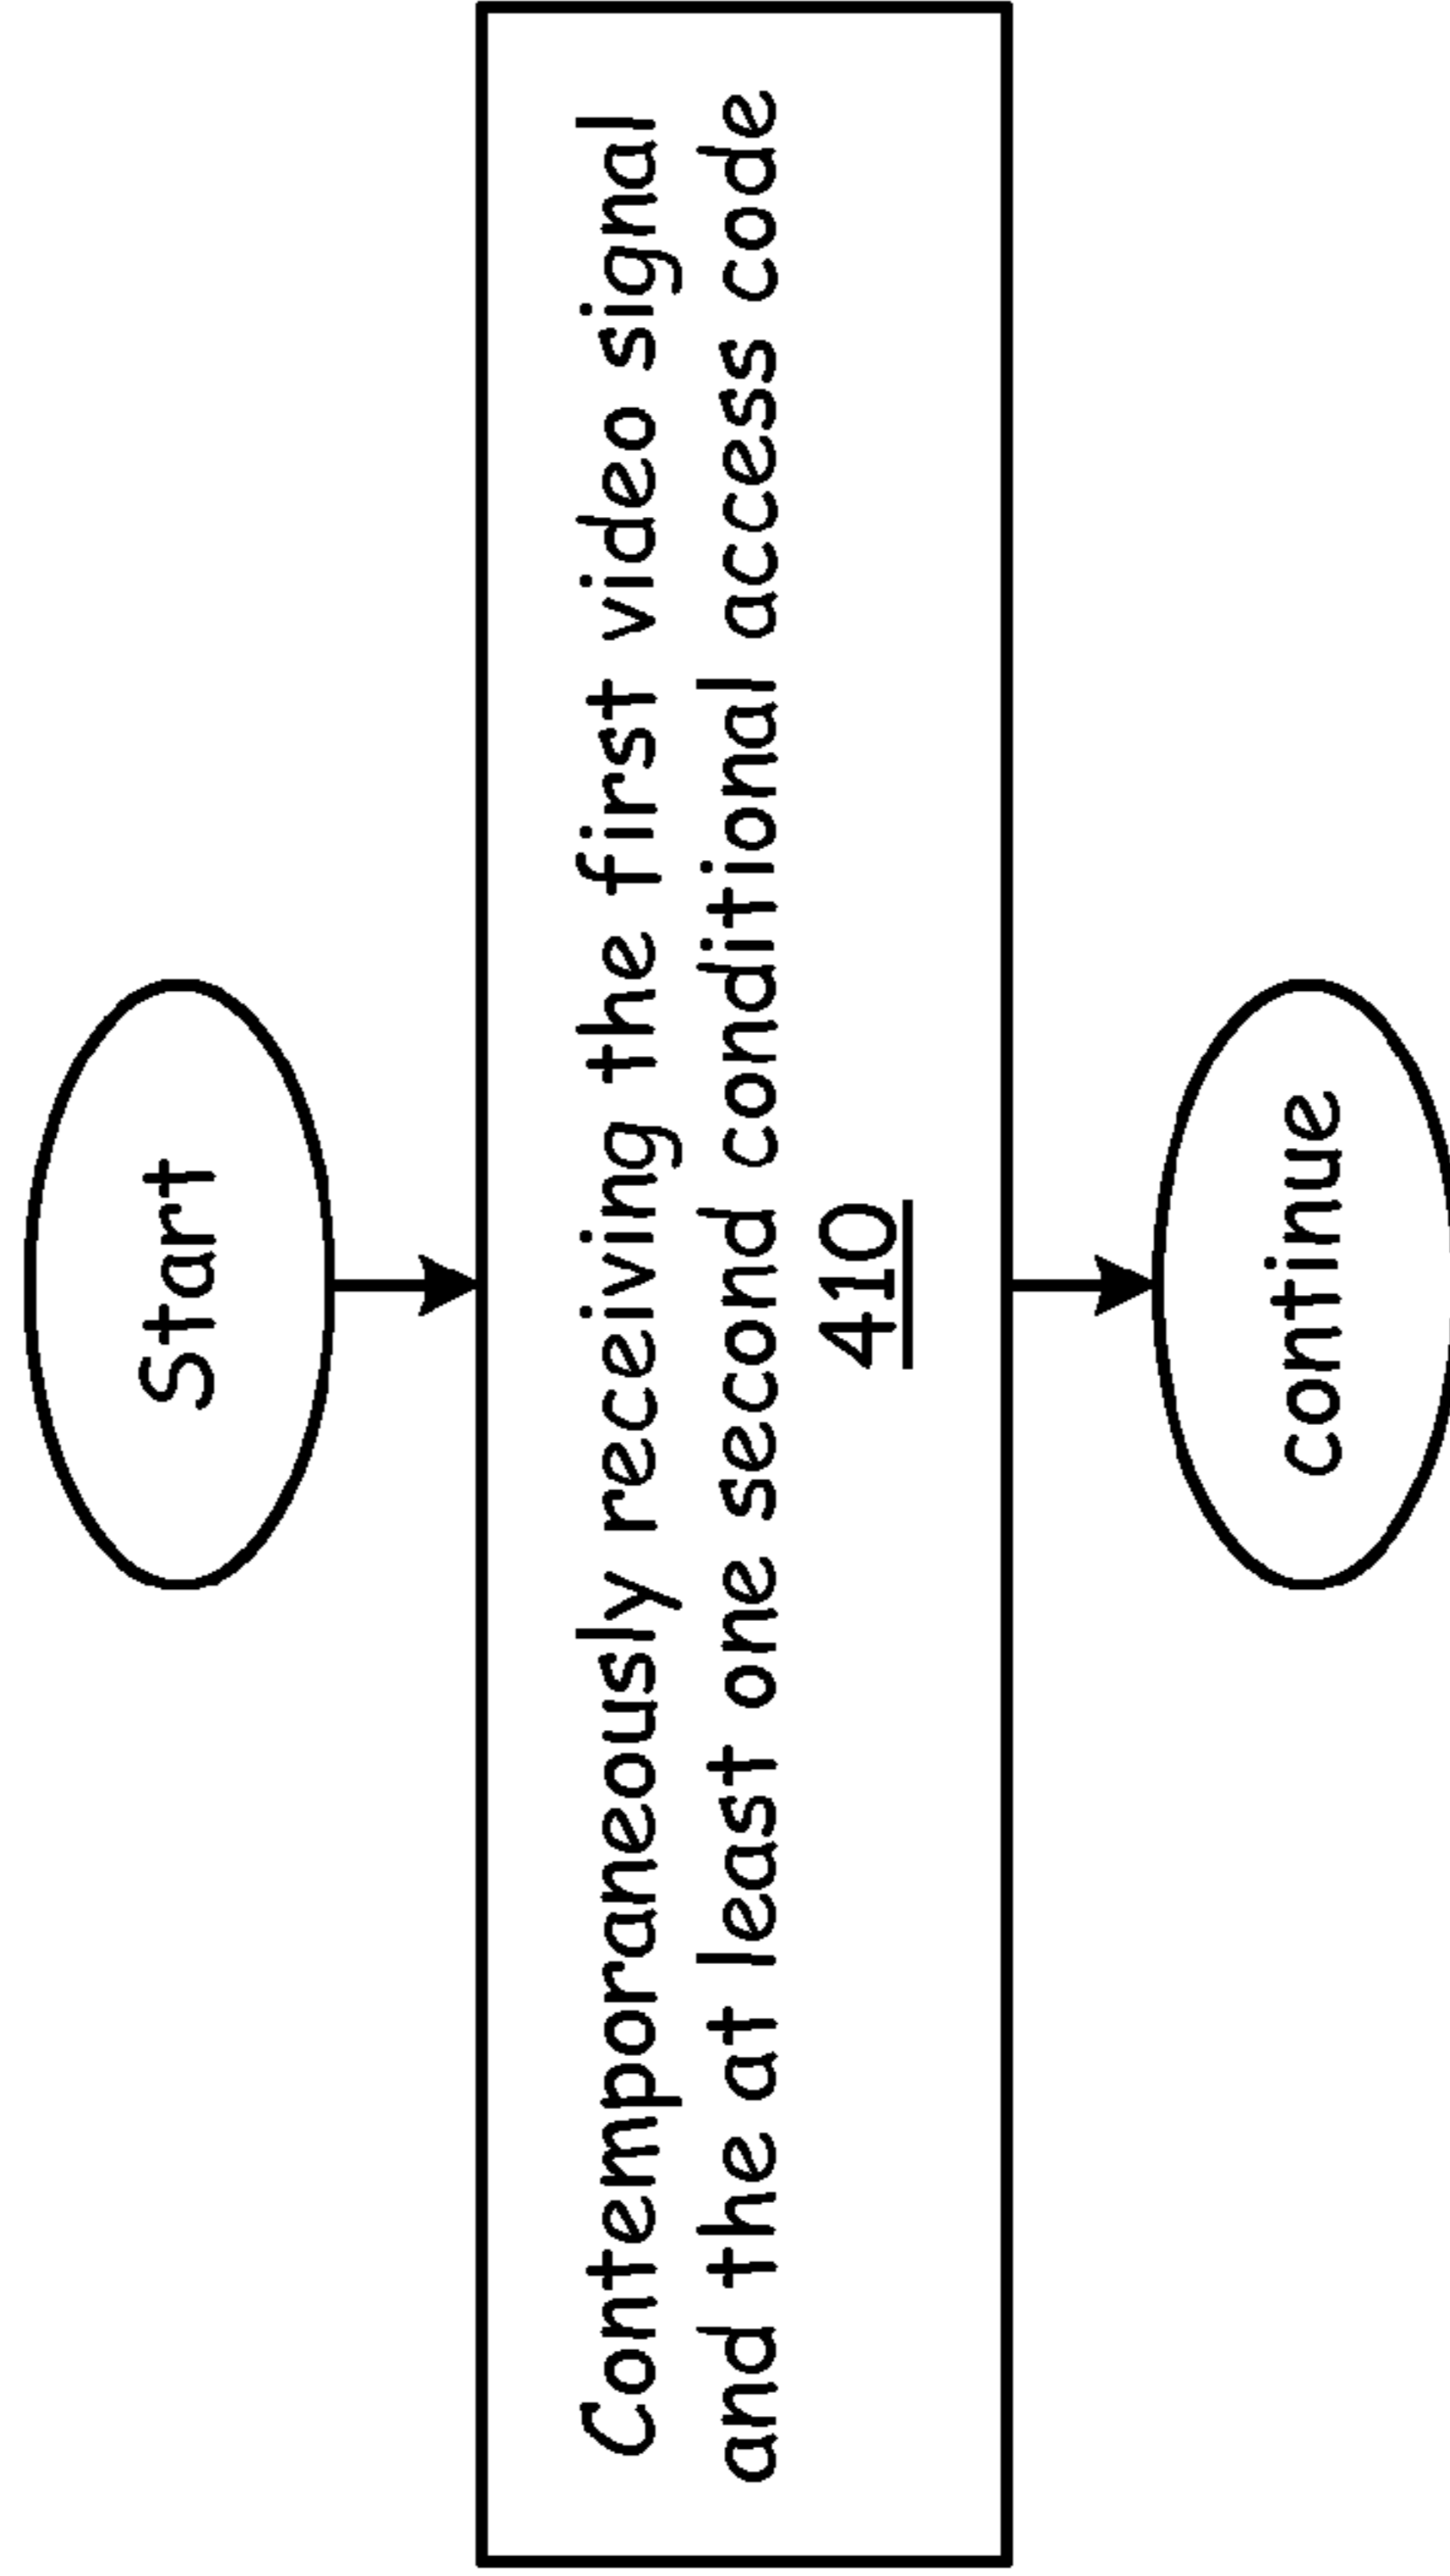 Start
Contemporaneously receiving the first video signal
and the at least one second conditional access code
410
continue